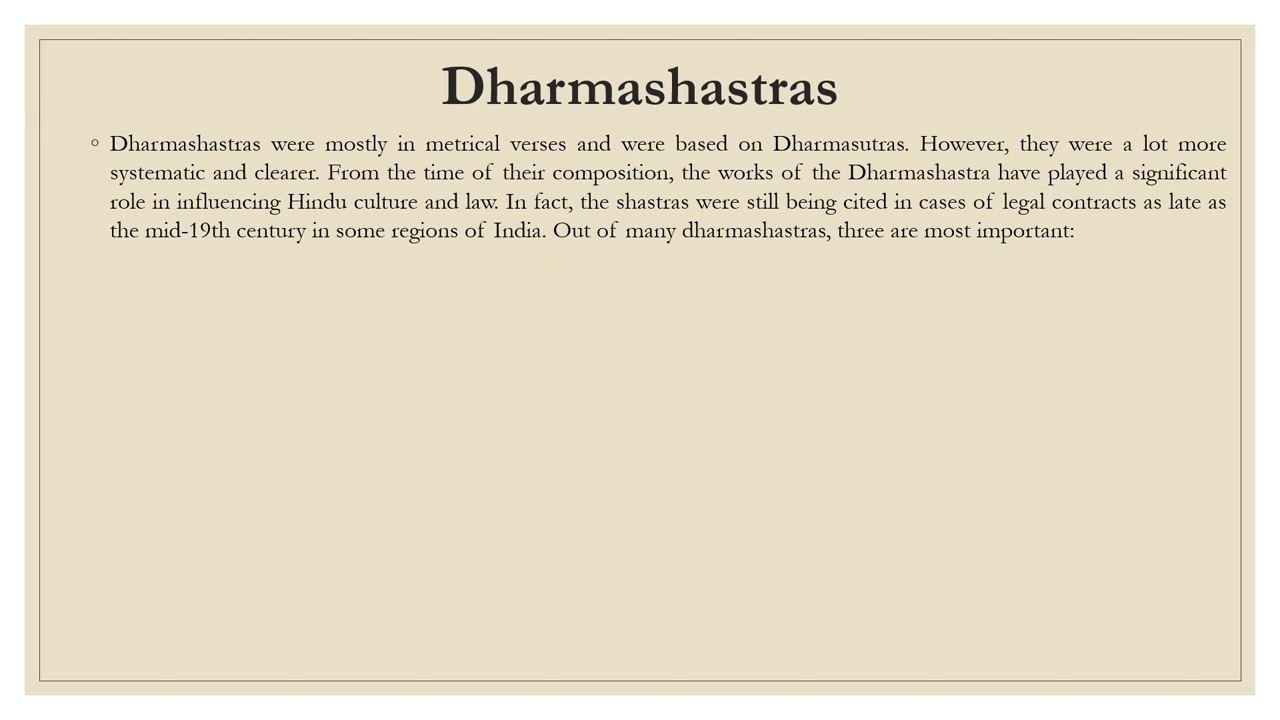 Dharmashastras
◦ Dharmashastras were mostly in metrical verses and were based on Dharmasutras. However, they were a lot more
systematic and clearer. From the time of their composition, the works of the Dharmashastra have played a significant
role in influencing Hindu culture and law. In fact, the shastras were still being cited in cases of legal contracts as late as
the mid-19th century in some regions of India. Out of many dharmashastras, three are most important: